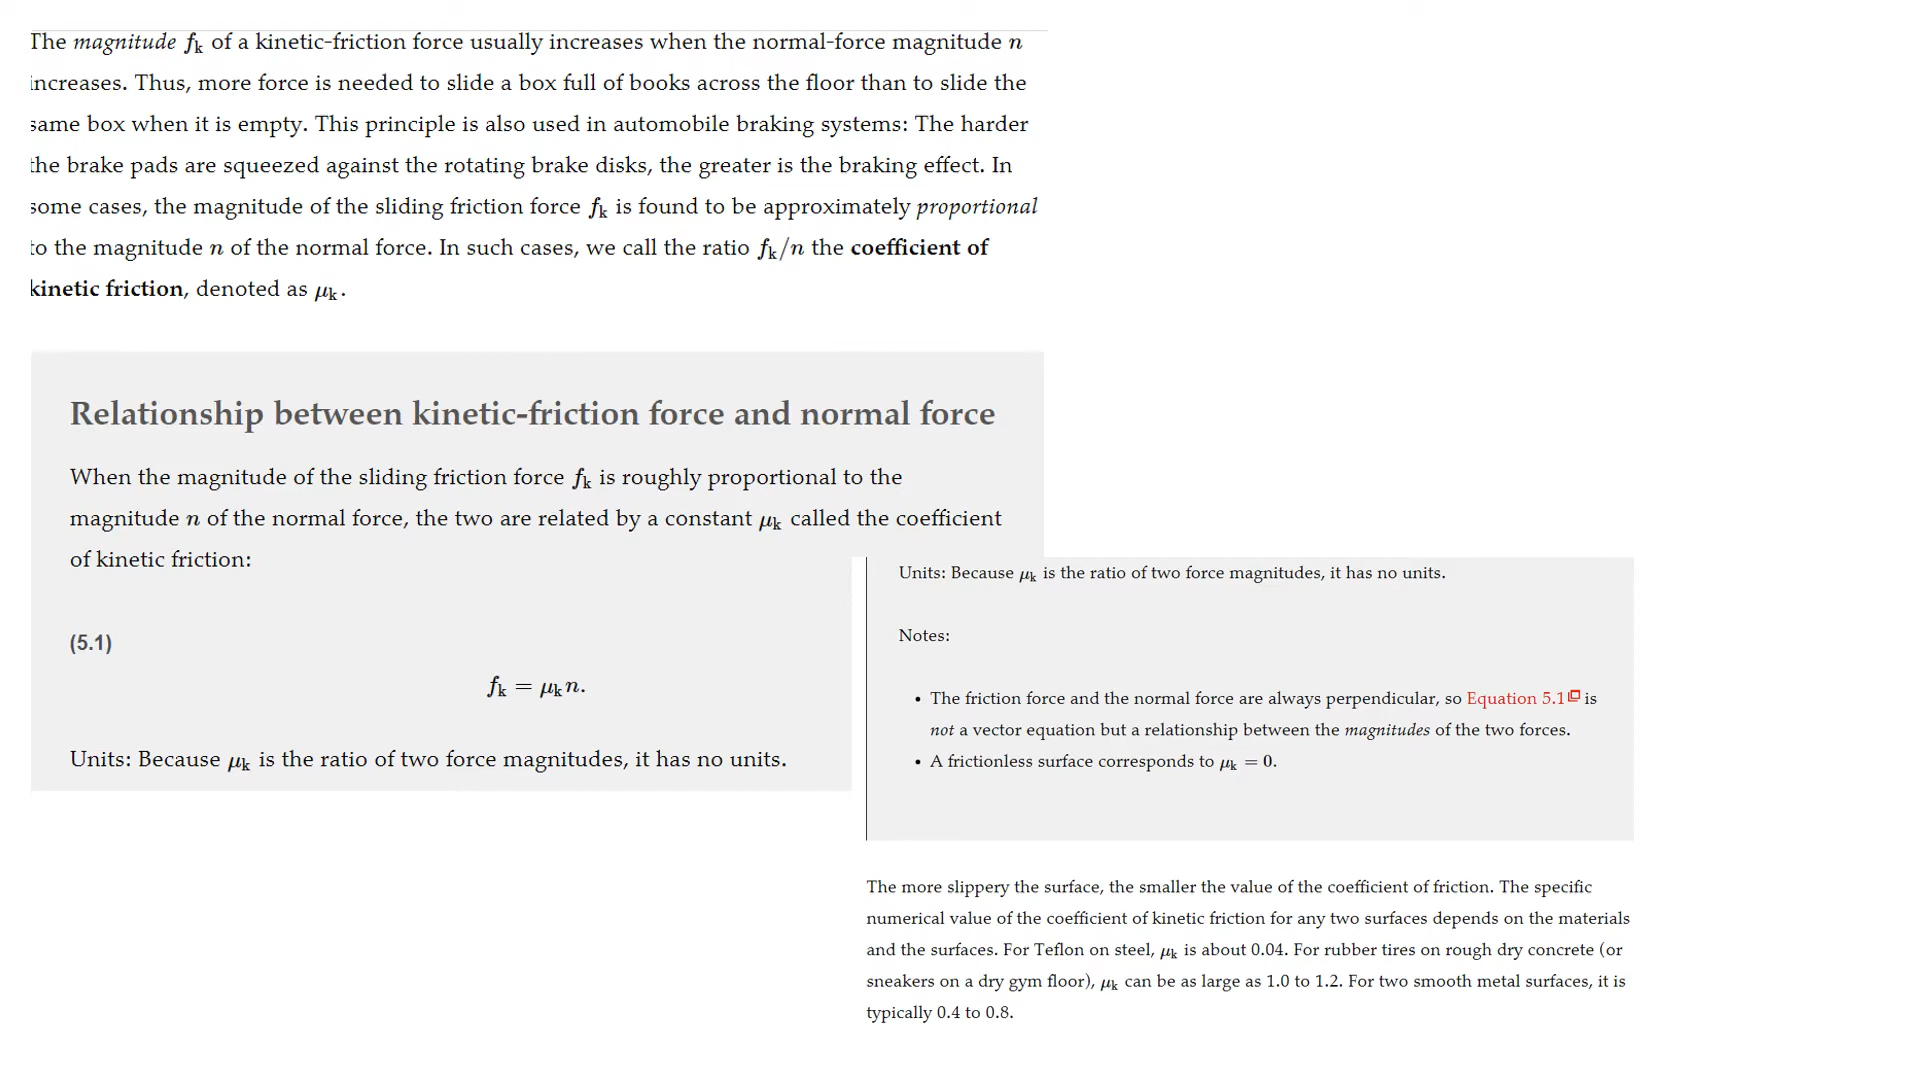 The magnitude fk of a kinetic-friction force usually increases when the normal-force magnitude n
increases. Thus, more force is needed to slide a box full of books across the floor than to slide the
same box when it is empty. This principle is also used in automobile braking systems: The harder
the brake pads are squeezed against the rotating brake disks, the greater is the braking effect. In
some cases, the magnitude of the sliding friction force fk is found to be approximately proportional
to the magnitude n of the normal force. In such cases, we call the ratio fk/n the coefficient of
kinetic friction, denoted as μk.
Relationship between kinetic-friction force and normal force
When the magnitude of the sliding friction force fk is roughly proportional to the
magnitude n of the normal force, the two are related by a constant μk called the coefficient
of kinetic friction:
(5.1)
fk = μk n.
Units: Because μk is the ratio of two force magnitudes, it has no units.
Units: Because μk is the ratio of two force magnitudes, it has no units.
Notes:
• The friction force and the normal force are always perpendicular, so Equation 5.1 is
not a vector equation but a relationship between the magnitudes of the two forces.
• A frictionless surface corresponds to μk = 0.
The more slippery the surface, the smaller the value of the coefficient of friction. The specific
numerical value of the coefficient of kinetic friction for any two surfaces depends on the materials
and the surfaces. For Teflon on steel, μk is about 0.04. For rubber tires on rough dry concrete (or
sneakers on a dry gym floor), μk can be as large as 1.0 to 1.2. For two smooth metal surfaces, it is
typically 0.4 to 0.8.